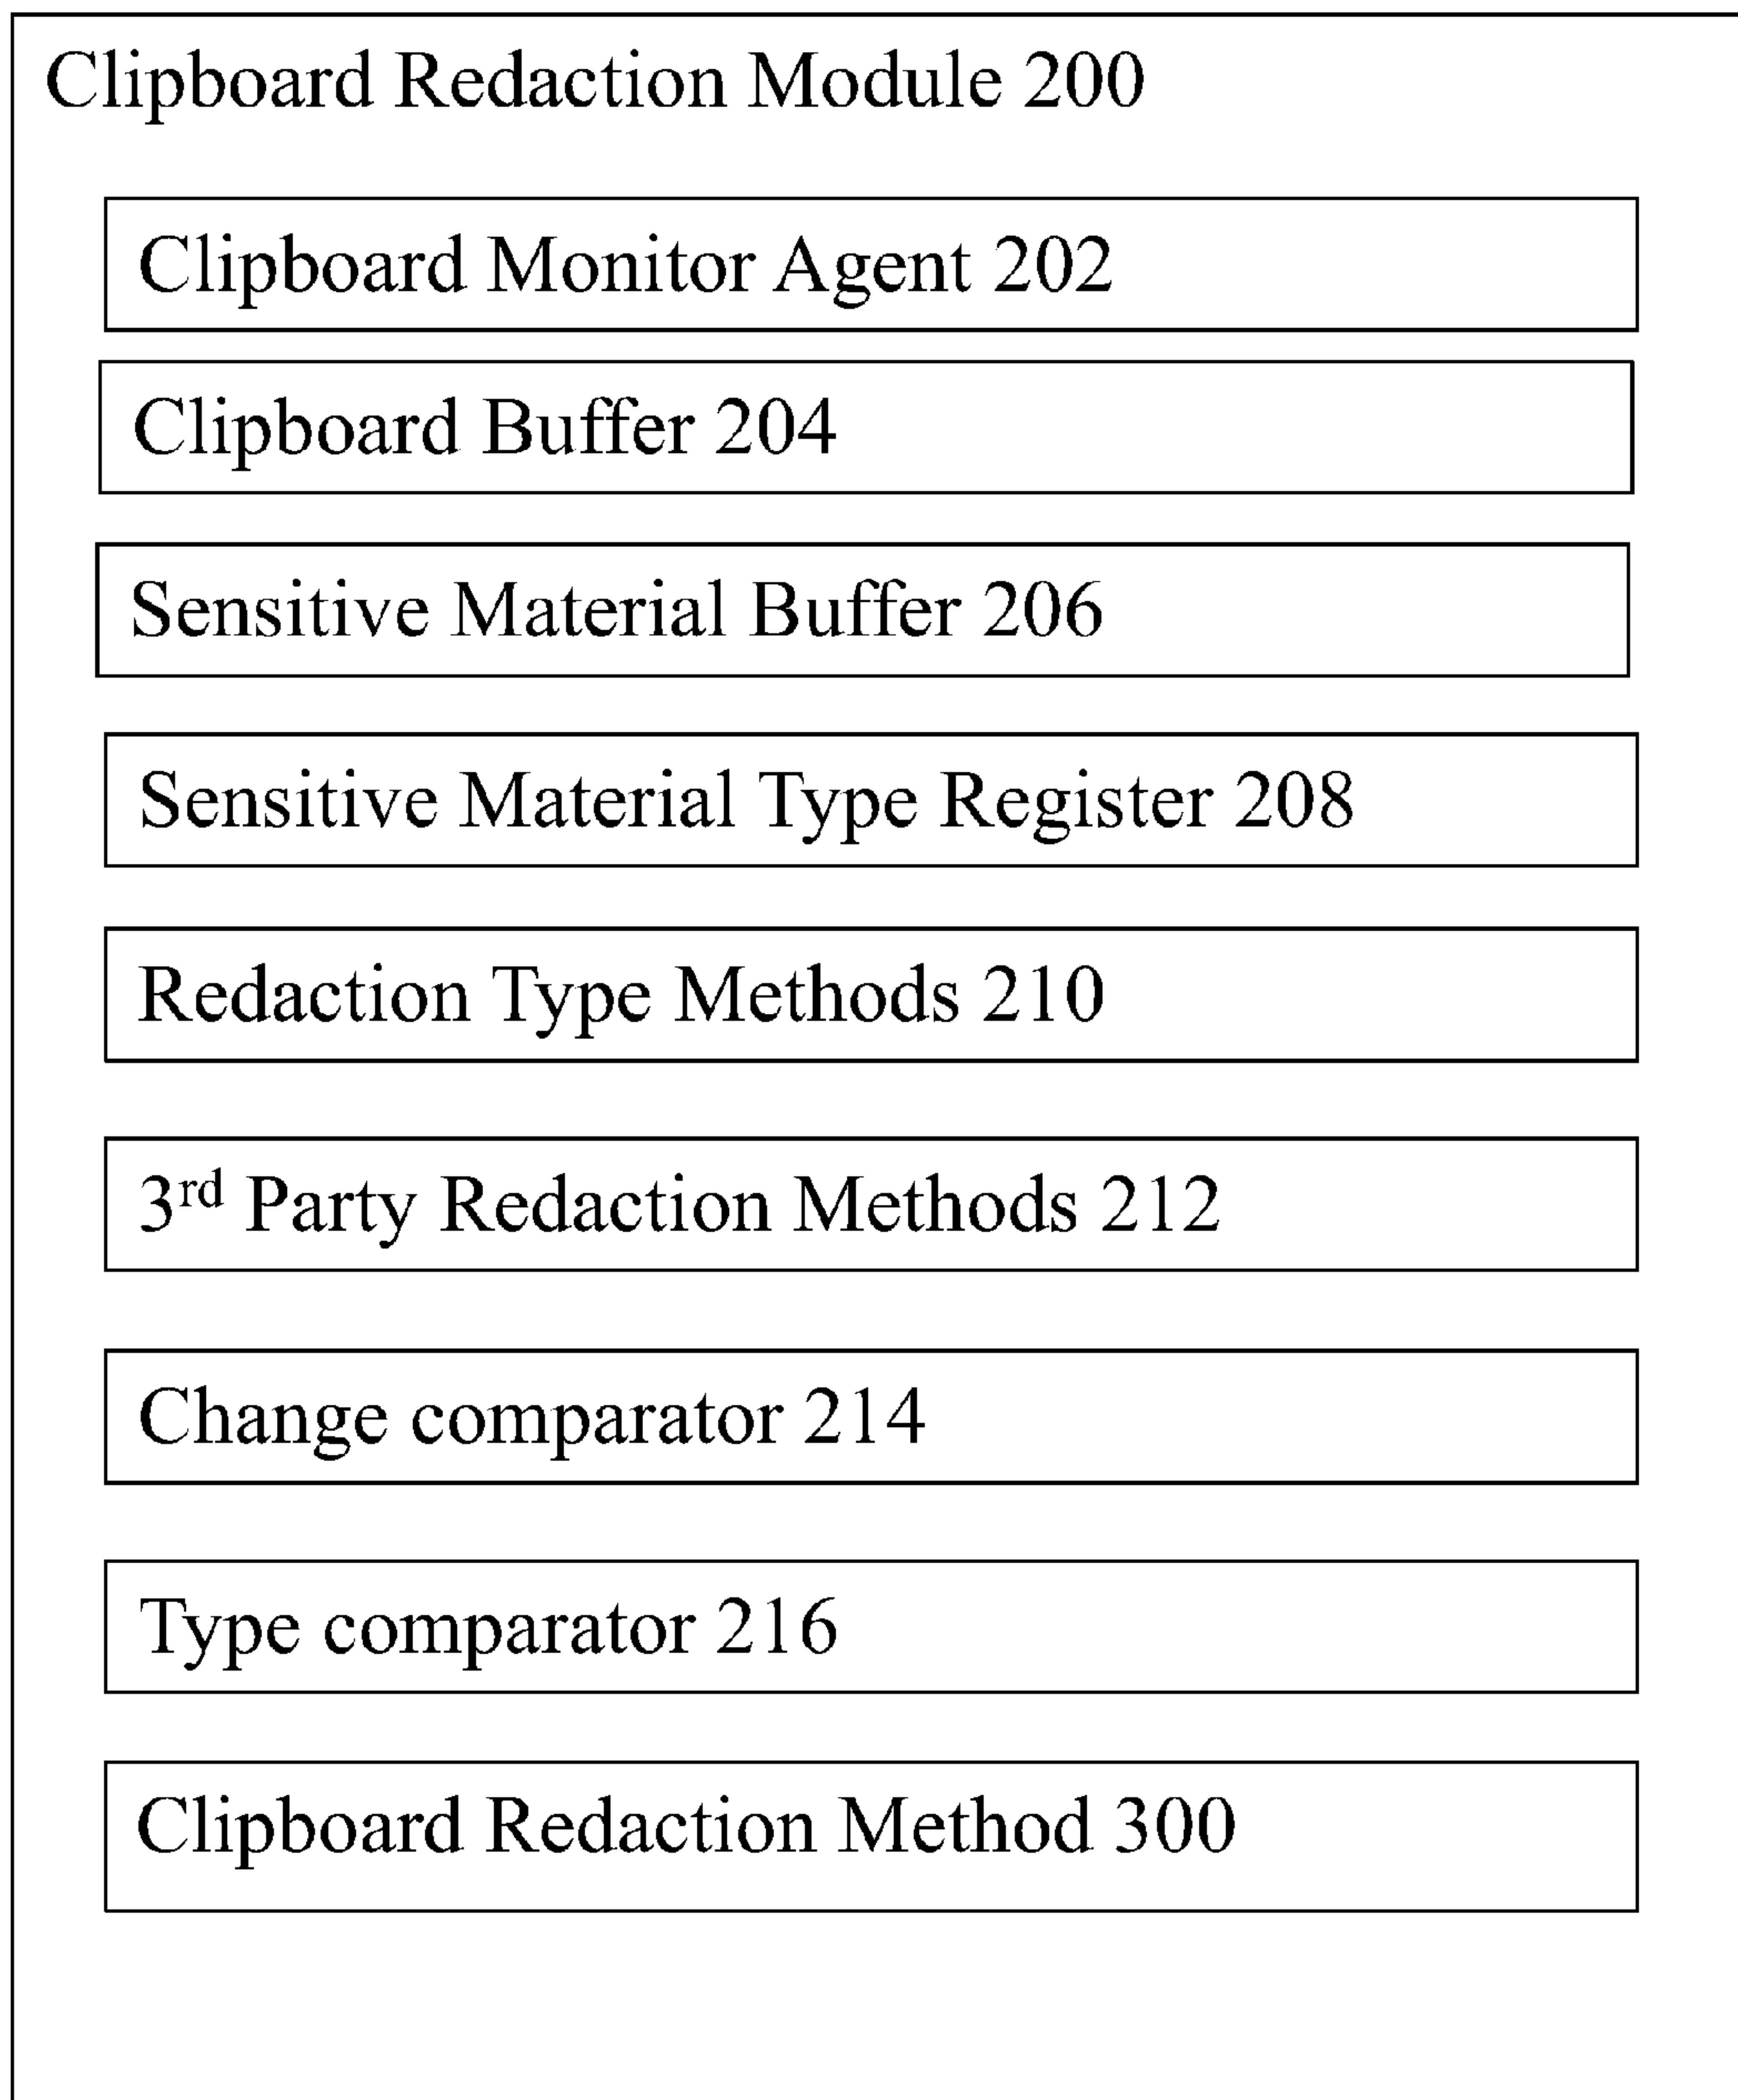 Clipboard Redaction Module 200
Clipboard Monitor Agent 202
Clipboard Buffer 204
Sensitive Material Buffer 206
Sensitive Material Type Register 208
Redaction Type Methods 210
3rd Party Redaction Methods 212
Change comparator 214
Type comparator 216
Clipboard Redaction Method 300